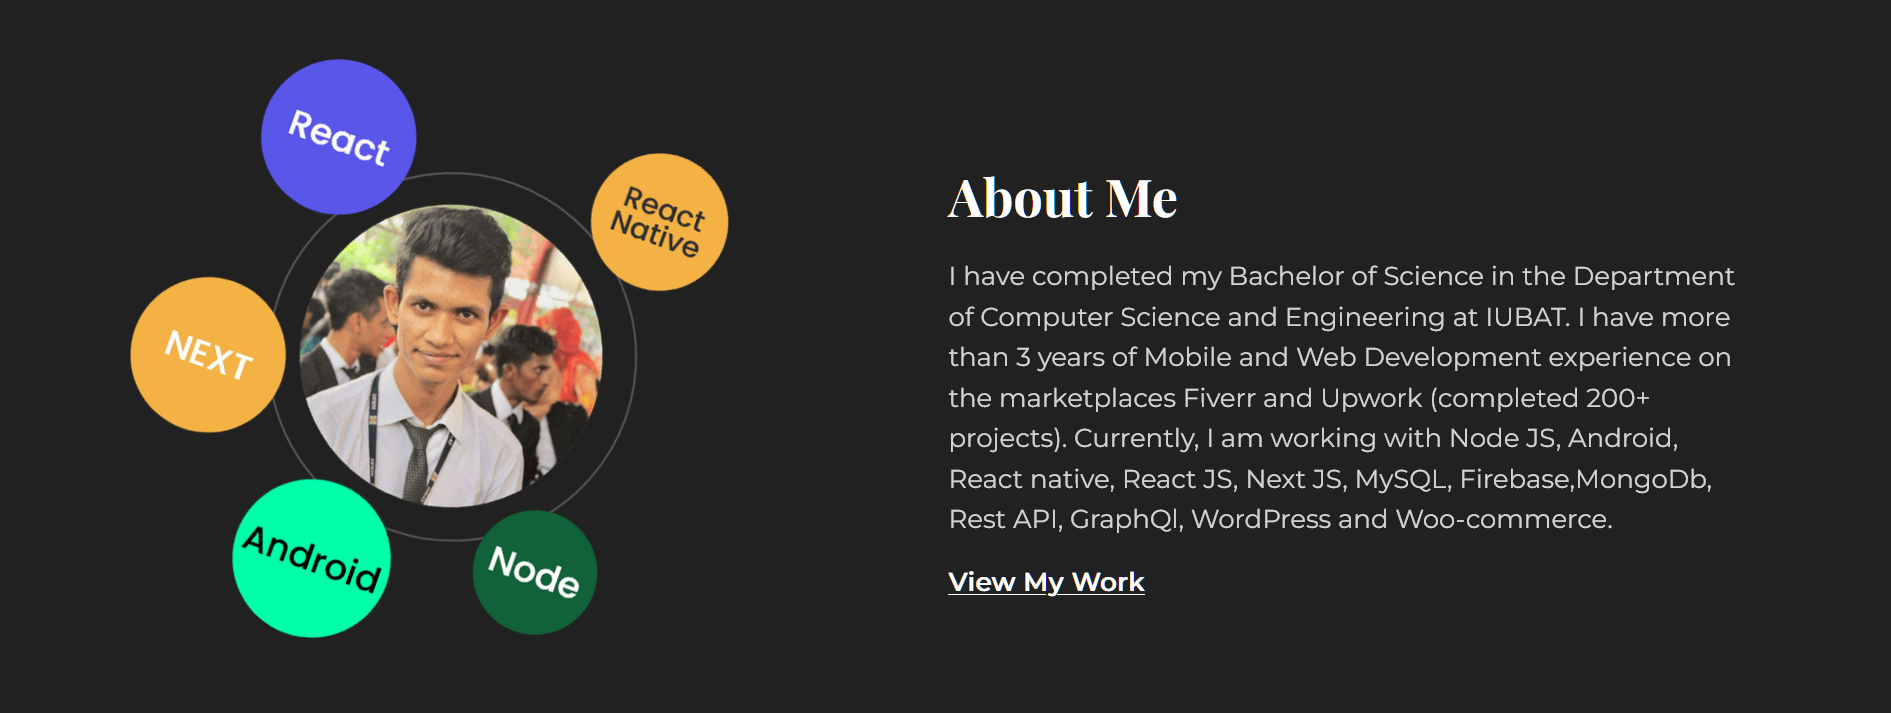 React
React
Native
NEXT
Android
Node
About Me
I have completed my Bachelor of Science in the Department
of Computer Science and Engineering at IUBAT. I have more
than 3 years of Mobile and Web Development experience on
the marketplaces Fiverr and Upwork (completed 200+
projects). Currently, I am working with Node JS, Android,
React native, React JS, Next JS, MySQL, Firebase,MongoDb,
Rest API, GraphQl, WordPress and Woo-commerce.
View My Work